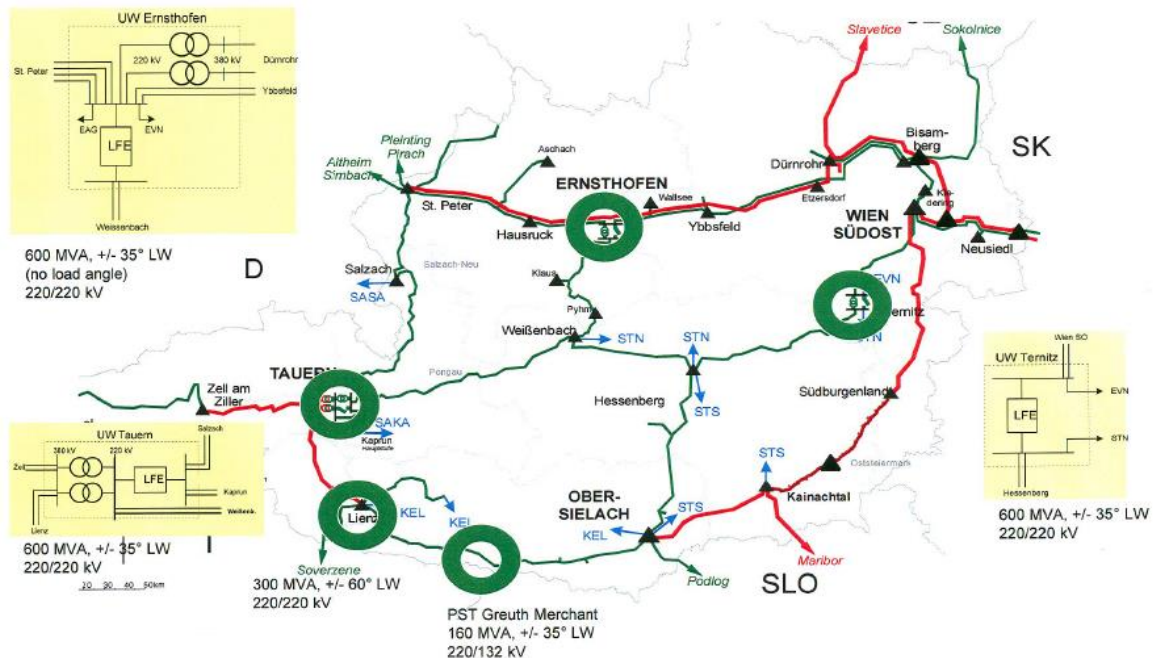 UW Ernsthofen
220 kV
380 kV
Dürnrohr
St. Peter
Ybbsfeld
EAG
EVN
LFE
Weissenbach
600 MVA, +/- 35° LW
(no load angle)
220/220 kV
D
Slavetice
Sokolnice
Bisam-
berg
SK
Dürnrohr
Etzersdorf
WIEN
SÜDOST
Neusiedl
Pleinting
Pirach
Altheim
Simbach
Aschach
St. Peter
ERNSTHOFEN
Wallsee
Hausruck
Ybbsfeld
Salzach
Salzach-Neu
SASA
Klaus
Pyhrn
Weißenbach
STN
STN
EVN
STN
Pongau
TAUERN
Zell am
Ziller
Hessenberg
STS
Südburgenland
SAKA
Kaprun
Hauptstufe
STS
Oststeiermark
Kainachtal
OBER-
SIELACH
STS
KEL
Lienz
KEL
KEL
Soverzene
Podlog
Maribor
SLO
UW Tauern
380 kV
220 kV
Salzach
Zell
LFE
Kaprun
Weißenb.
Lienz
600 MVA, +/- 35° LW
220/220 kV
20 30 40 50km
300 MVA, +/- 60° LW
220/220 kV
PST Greuth Merchant
160 MVA, +/- 35° LW
220/132 kV
Wien SO
UW Ternitz
EVN
LFE
STN
Hessenberg
600 MVA, +/- 35° LW
220/220 kV